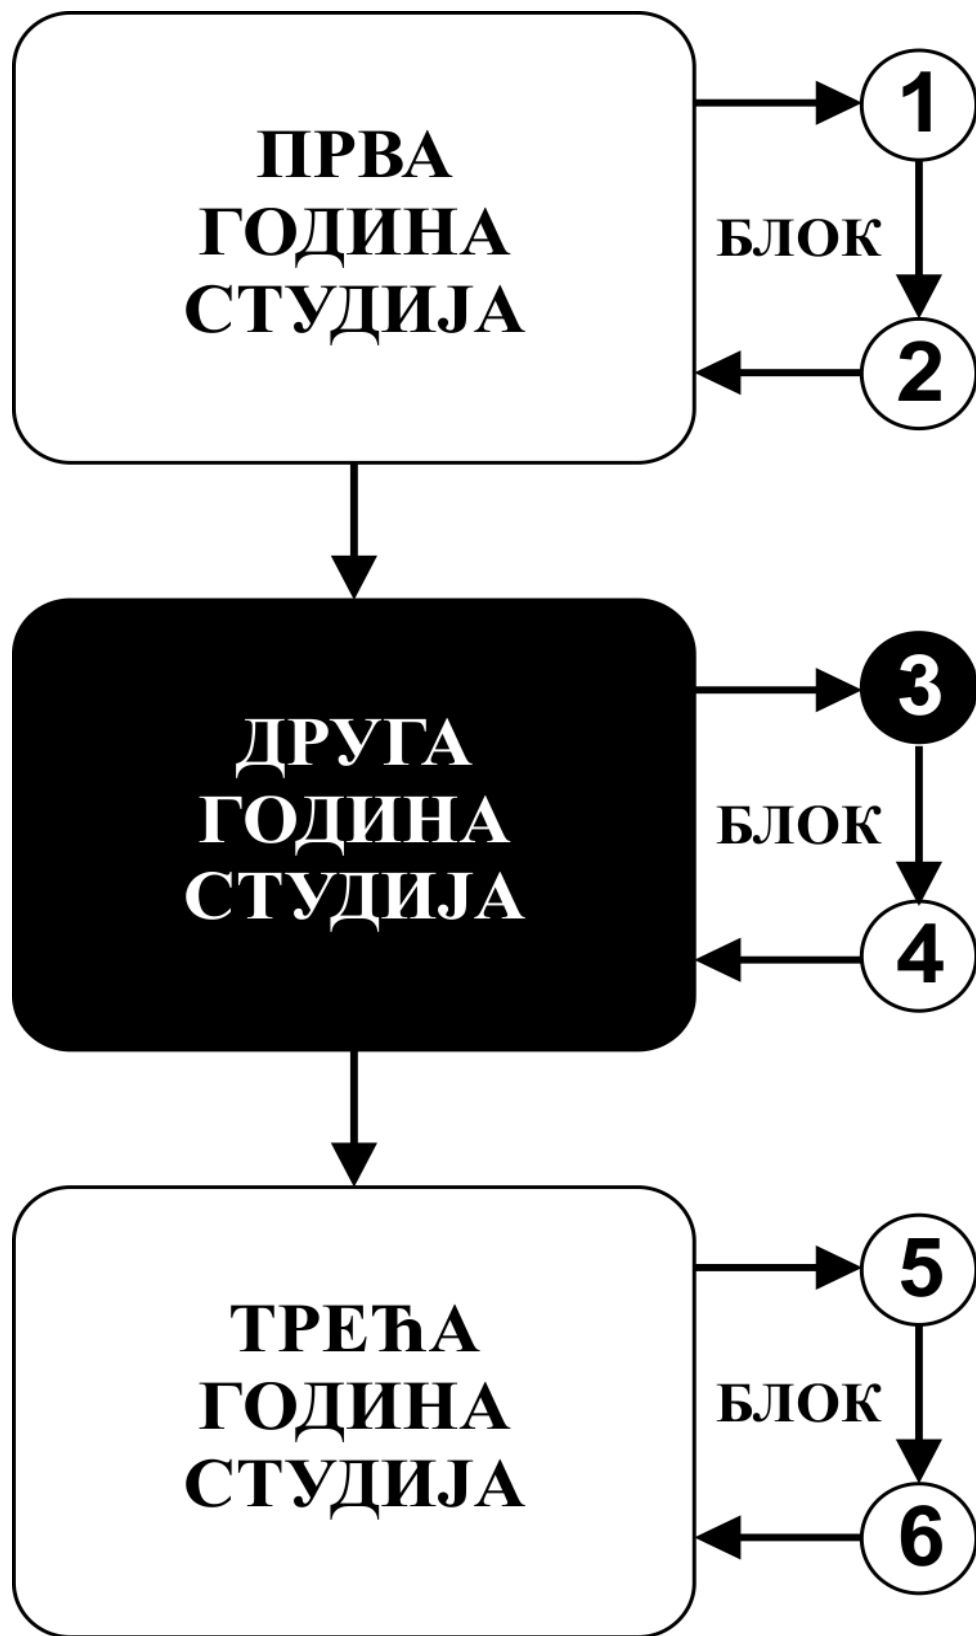 ПРВА
ГОДИНА
СТУДИЈА
1
БЛОК
2
ДРУГА
ГОДИНА
СТУДИЈА
3
БЛОК
4
ТРЕЋА
ГОДИНА
СТУДИЈА
5
БЛОК
6